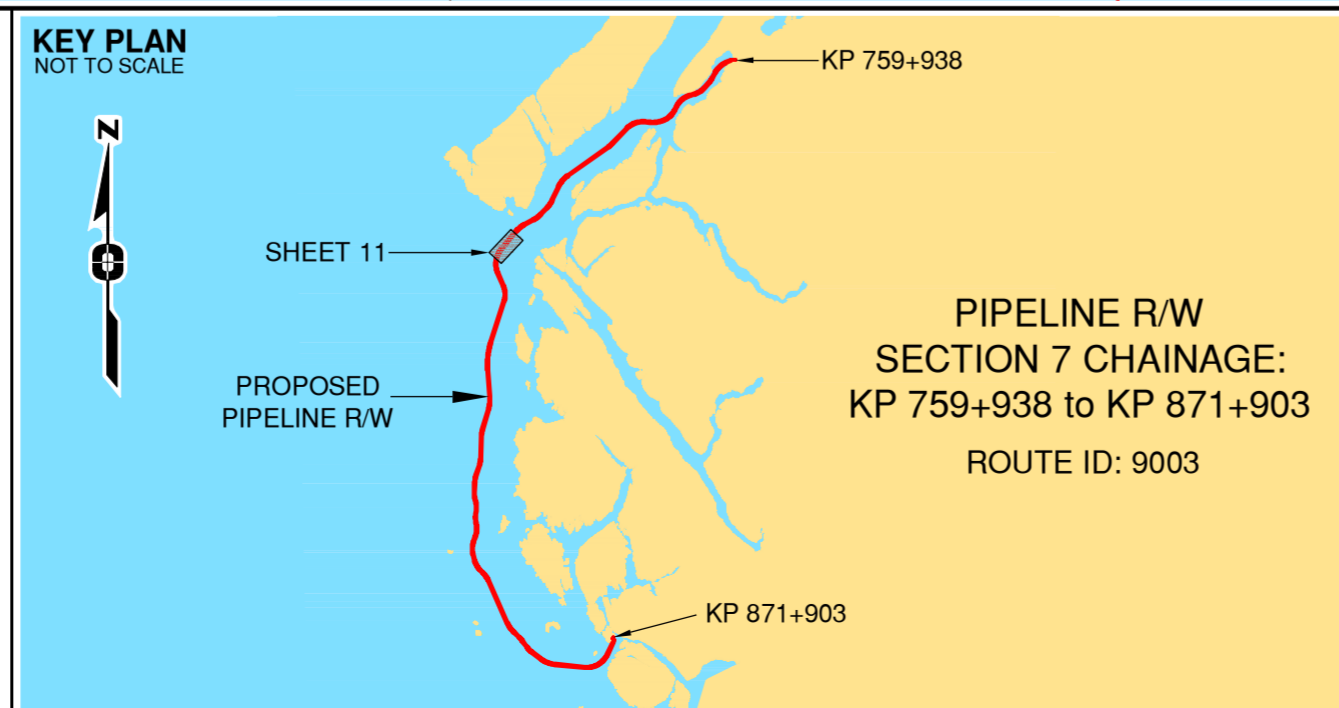 KEY PLAN
NOT TO SCALE
N
KP 759+938
SHEET 11
PROPOSED
PIPELINE R/W
PIPELINE R/W
SECTION 7 CHAINAGE:
KP 759+938 to KP 871+903
ROUTE ID: 9003
KP 871+903